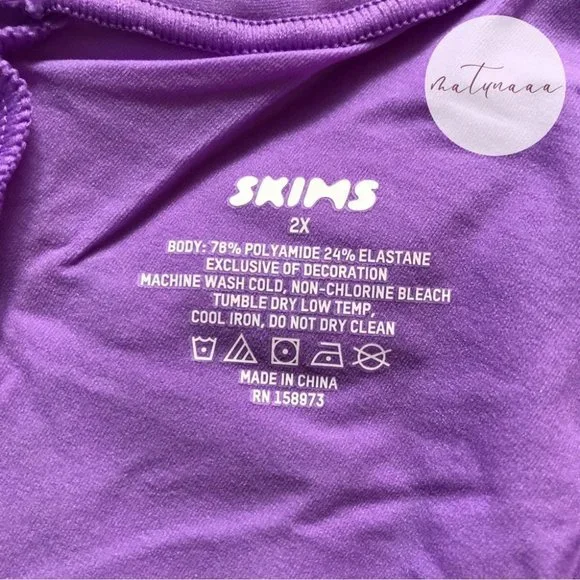 matynaaa
SKIMS
2X
BODY: 76% POLYAMIDE 24% ELASTANE
EXCLUSIVE OF DECORATION
MACHINE WASH COLD, NON-CHLORINE BLEACH
TUMBLE DRY LOW TEMP,
COOL IRON, DO NOT DRY CLEAN
MADE IN CHINA
RN 158973